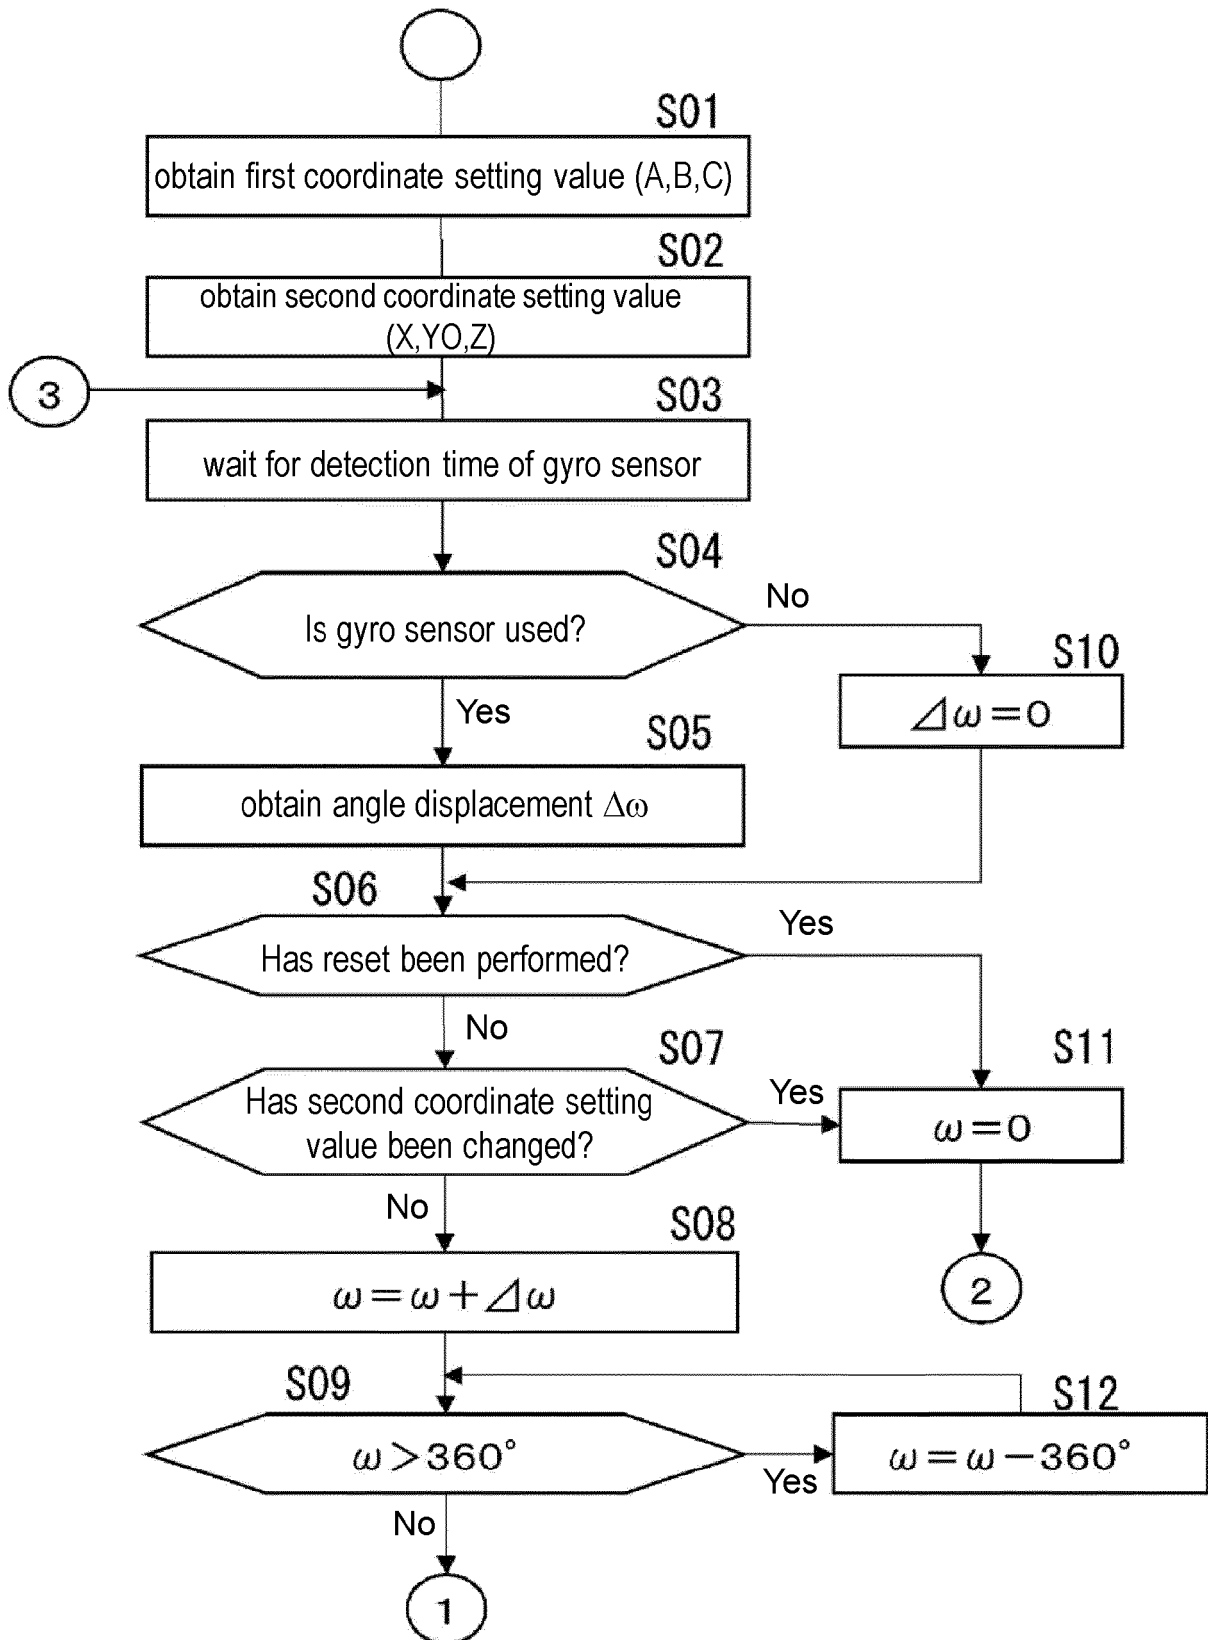 S01
obtain first coordinate setting value (A,B,C)
S02
obtain second coordinate setting value
(X,YO,Z)
3
S03
wait for detection time of gyro sensor
S04
Is gyro sensor used?
No
S10
⊿ω=0
Yes
S05
obtain angle displacement Δω
S06
Has reset been performed?
Yes
No
S07
Has second coordinate setting
value been changed?
Yes
S11
ω=0
2
No
S08
ω=ω+⊿ω
S09
ω>360°
Yes
S12
ω=ω−360°
No
1